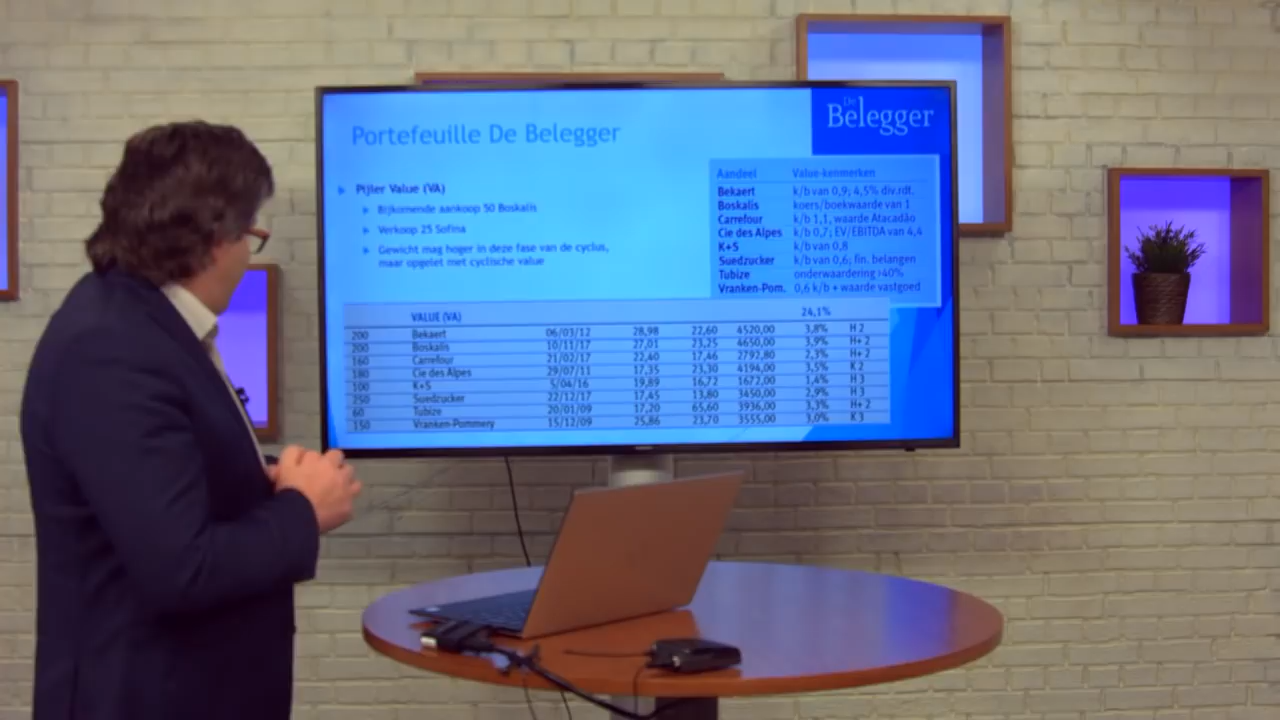 De
Belegger
Portefeuille De Belegger
Pijler Value (VA)
Bijkomende aankoop 50 Boskalis
Verkoop 25 Sofina
Gewicht mag hoger in deze fase van de cyclus,
maar opgelet met cyclische value
Aandeel Value-kenmerken
Bekaert k/b van 0,9; 4,5% div.rdt.
Boskalis koers/boekwaarde van 1
Carrefour k/b 1,1, waarde Atacadão
Cie des Alpes k/b 0,7; EV/EBITDA van 4,4
K+S k/b van 0,8
Suedzucker k/b van 0,6; fin. belangen
Tubize onderwaardering >40%
Vranken-Pom. 0,6 k/b + waarde vastgoed
VALUE (VA) 24,1%
200 Bekaert 06/03/12 28,98 22,60 4520,00 3,8% H 2
200 Boskalis 10/11/17 27,01 23,25 4650,00 3,9% H+ 2
160 Carrefour 21/02/17 22,40 17,46 2792,80 2,3% H+ 2
180 Cie des Alpes 29/07/11 17,35 23,30 4194,00 3,5% K 2
100 K+S 5/04/16 19,89 16,72 1672,00 1,4% H 3
250 Suedzucker 22/12/17 17,45 13,80 3450,00 2,9% H 3
60 Tubize 20/01/09 17,20 65,60 3936,00 3,3% H+ 2
150 Vranken-Pommery 15/12/09 25,86 23,70 3555,00 3,0% K 3